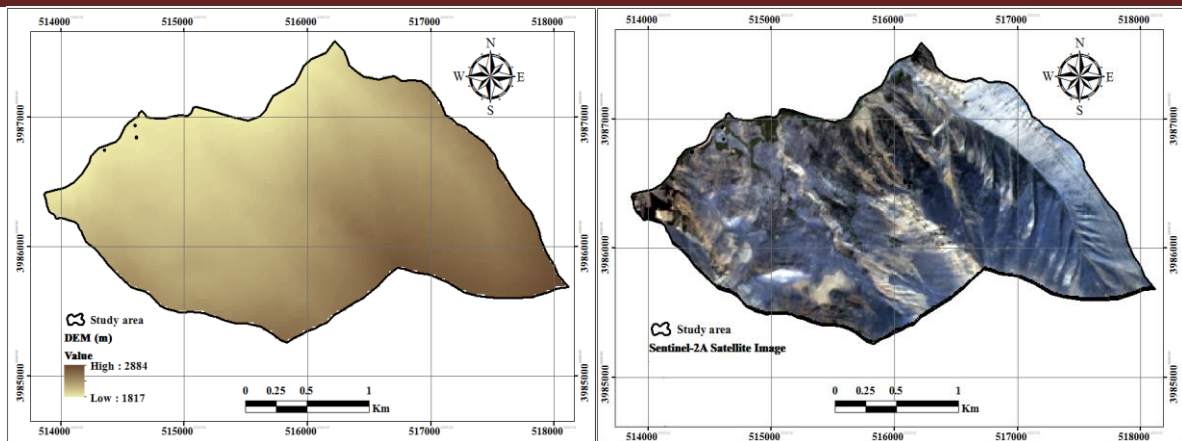 514000 515000 516000 517000 518000
N
W E
S
3987000 3987000
3986000 3986000
3985000 3985000
Study area
DEM (m)
Value
High : 2884
Low : 1817
0 0.25 0.5 1
Km
514000 515000 516000 517000 518000
514000 515000 516000 517000 518000
N
W E
S
3987000 3987000
3986000 3986000
3985000 3985000
Study area
Sentinel-2A Satellite Image
0 0.25 0.5 1
Km
514000 515000 516000 517000 518000